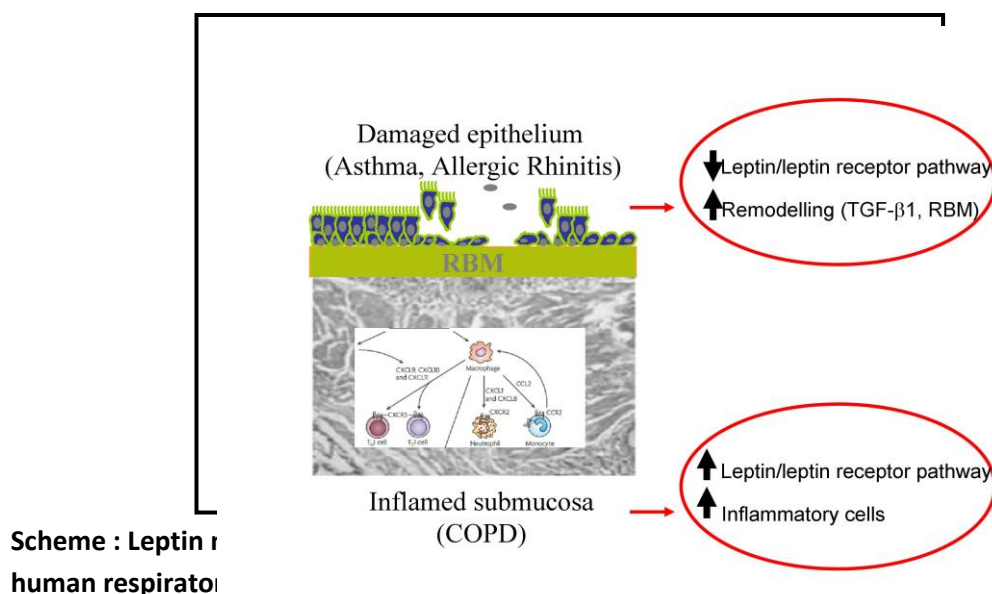 Damaged epithelium
(Asthma, Allergic Rhinitis)
Leptin/leptin receptor pathway
Remodelling (TGF-β1, RBM)
RBM
CXCL9, CXCL10
and CXCL11
Macrophage
CXCL1
and CXCL8
CCL2
CXCR3
CXCR2
CCR2
Neutrophil
Monocyte
Leptin/leptin receptor pathway
Inflammatory cells
Inflamed submucosa
(COPD)
Scheme : Leptin
human